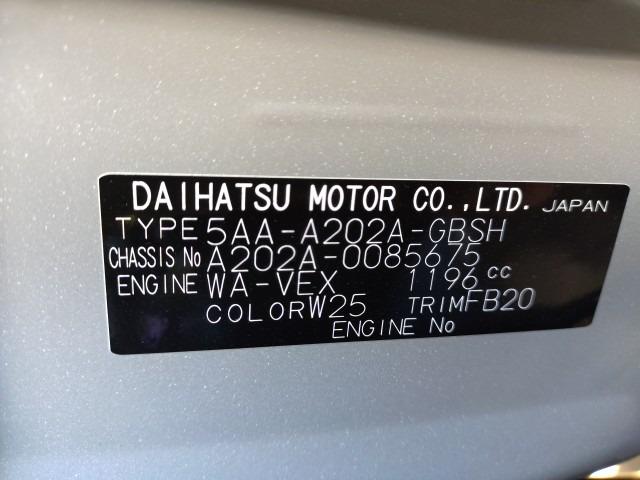 DAIHATSU MOTOR CO.,LTD. JAPAN
TYPE 5AA-A202A-GBSH
CHASSIS No A202A-0085675
ENGINE WA-VEX 1196 cc
COLOR W25 TRIM FB20
ENGINE No